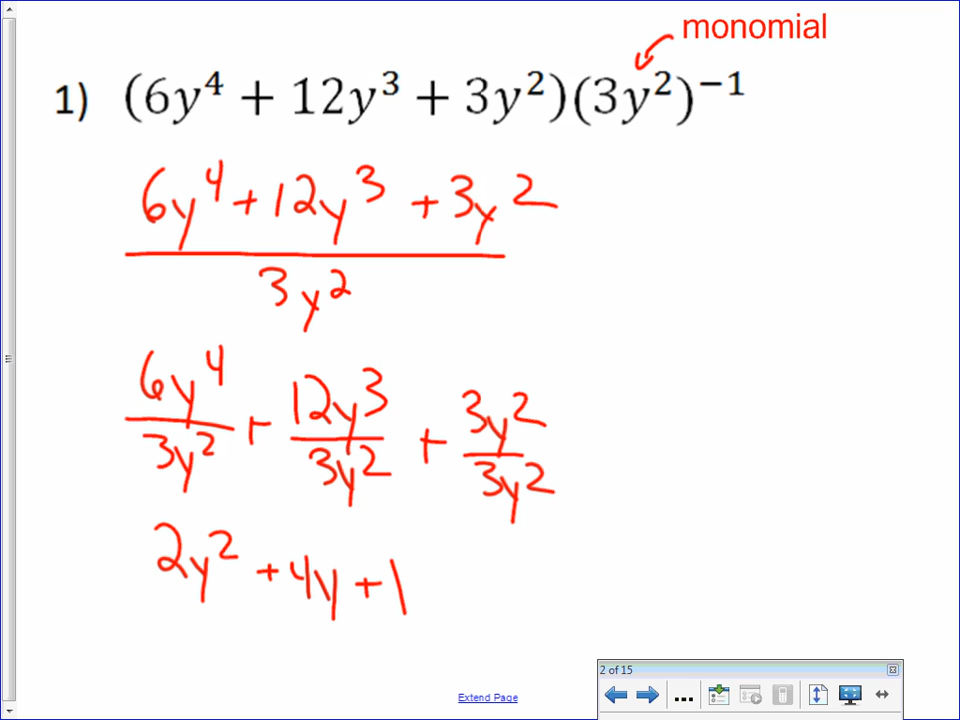 monomial
1) (6y⁴ + 12y³ + 3y²)(3y²)⁻¹
6y⁴ + 12y³ + 3y²
3y²
6y⁴ + 12y³ + 3y²
3y² 3y² 3y²
2y² + 4y + 1
2 of 15
Extend Page